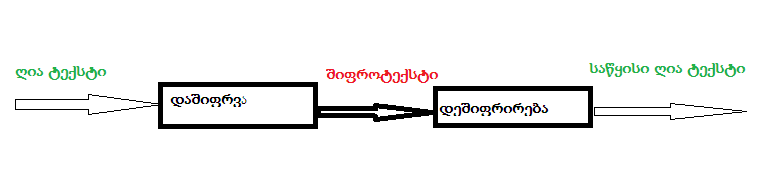 ღია ტექსტი
დაშიფრვა
შიფროტექსტი
დეშიფრირება
საწყისი ღია ტექსტი